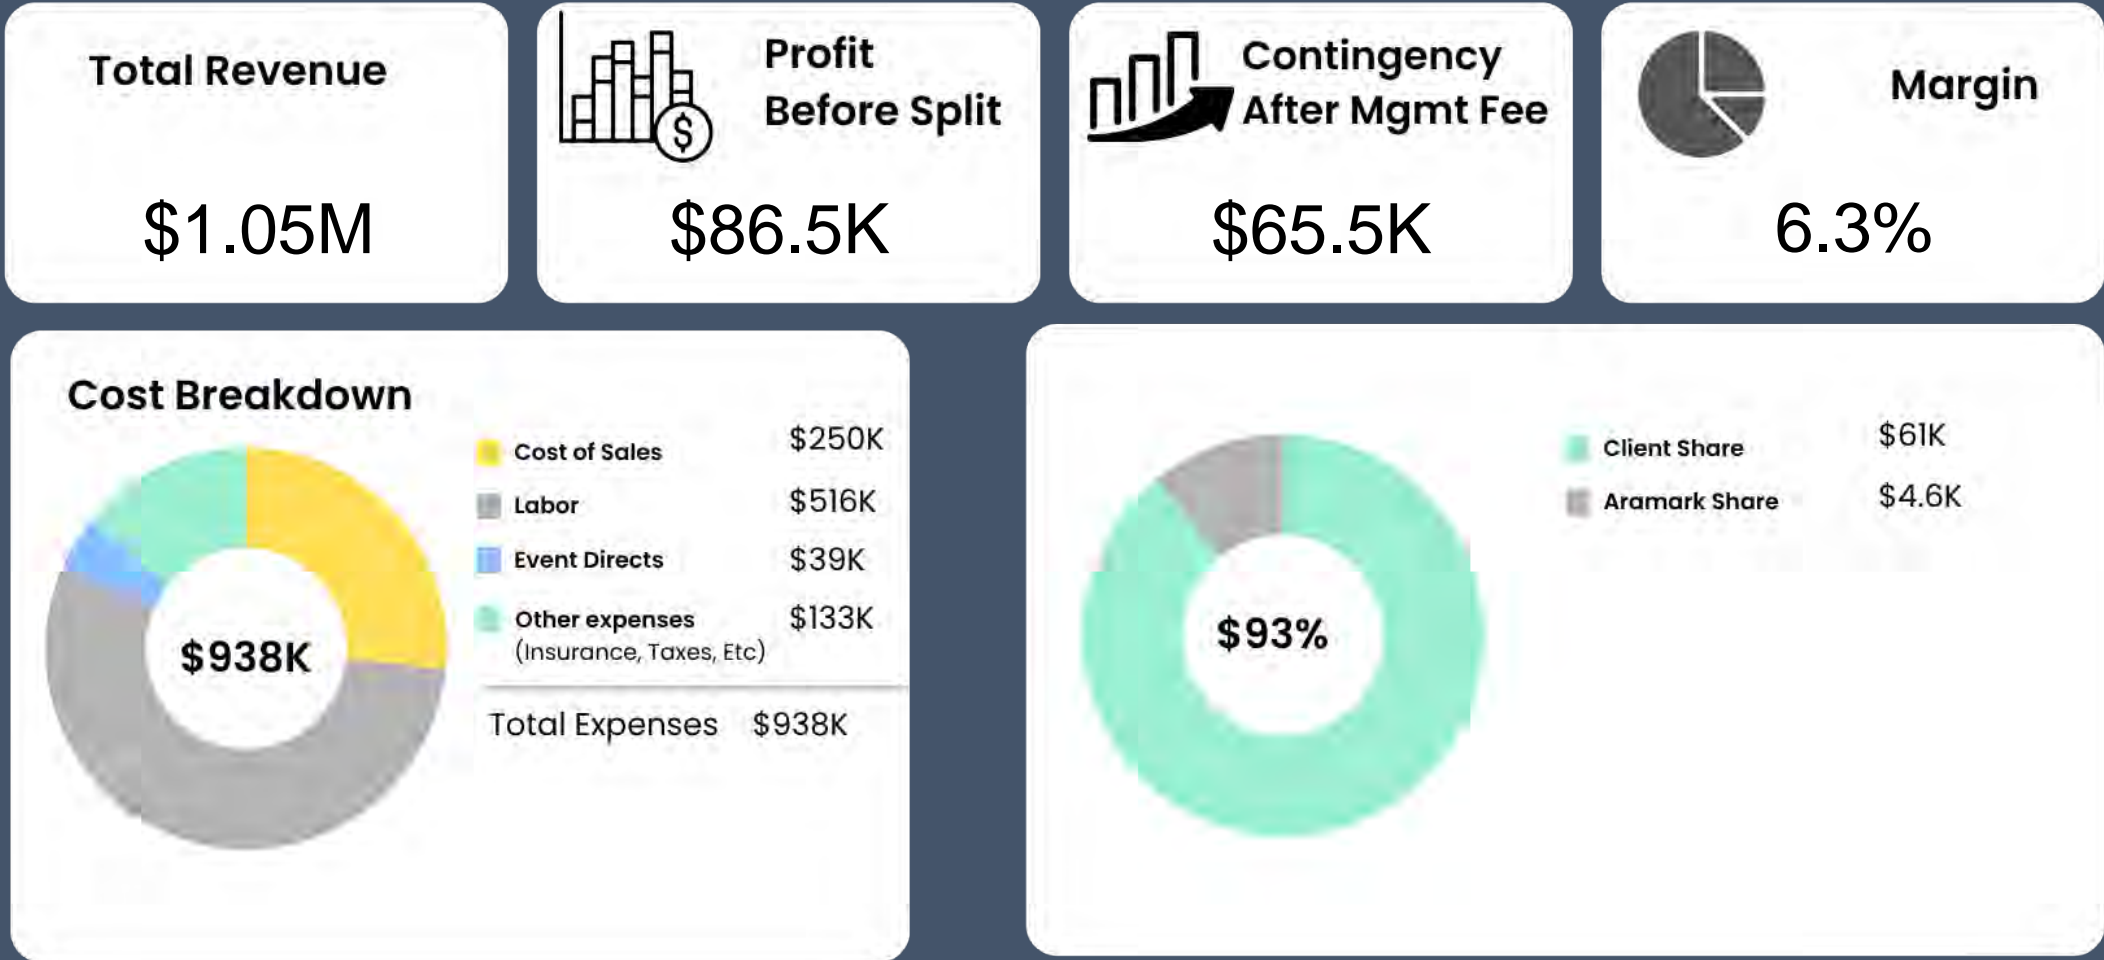 Total Revenue
$1.05M
Profit
Before Split
$
$86.5K
Contingency
After Mgmt Fee
$65.5K
Margin
6.3%
Cost Breakdown
Cost of Sales $250K
Labor $516K
Event Directs $39K
Other expenses $133K
(Insurance, Taxes, Etc)
$938K
Total Expenses $938K
Client Share $61K
Aramark Share $4.6K
$93%